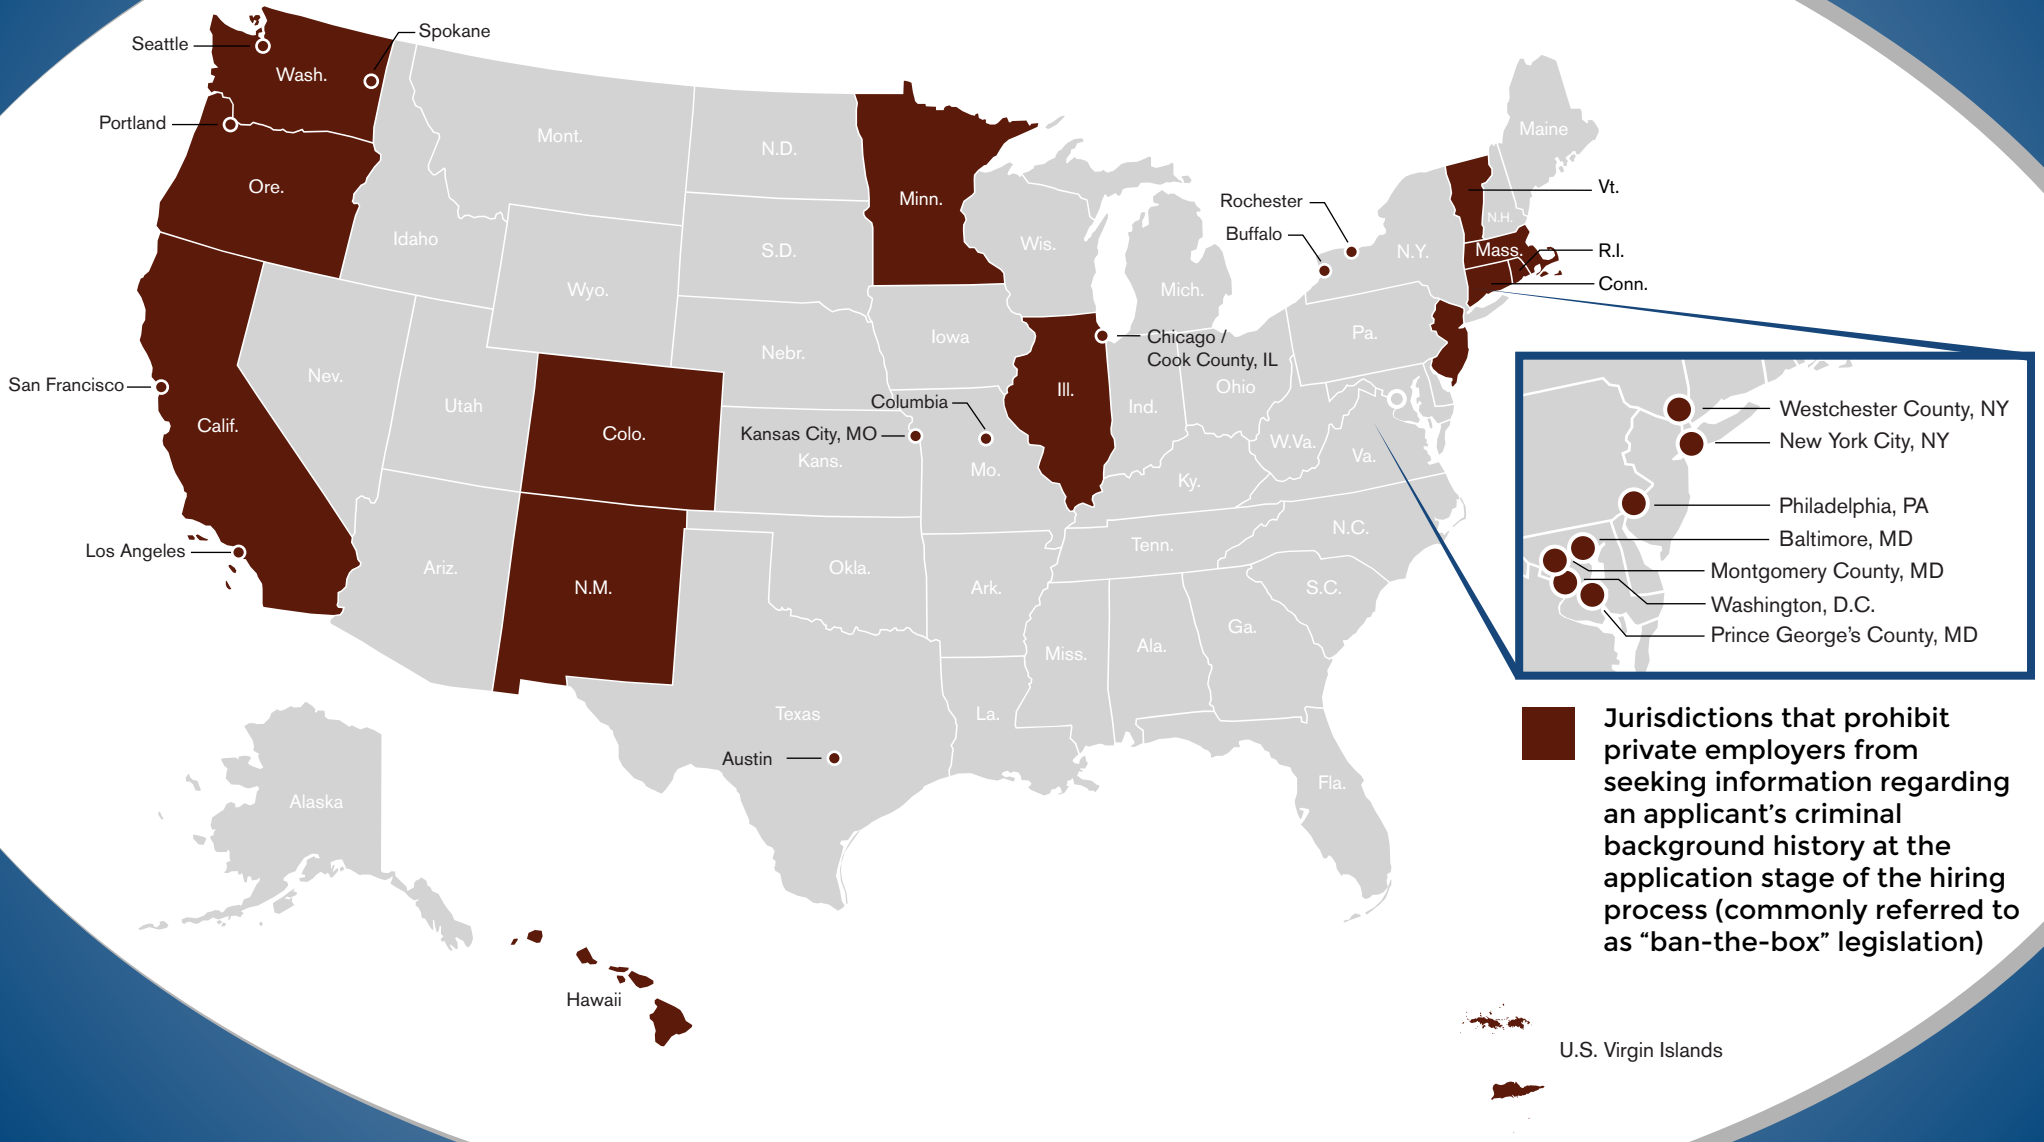 Seattle
Spokane
Wash.
Portland
Ore.
Mont.
N.D.
Minn.
Maine
Vt.
N.H.
Rochester
Buffalo
N.Y.
Mass.
R.I.
Conn.
Idaho
S.D.
Wis.
Mich.
Wyo.
Iowa
Chicago /
Cook County, IL
Pa.
Nebr.
Nev.
Utah
San Francisco
Calif.
Colo.
Columbia
Ill.
Ind.
Ohio
Kansas City, MO
Kans.
Mo.
W.Va.
Va.
Ky.
Westchester County, NY
New York City, NY
Philadelphia, PA
Baltimore, MD
Montgomery County, MD
Washington, D.C.
Prince George’s County, MD
Los Angeles
Ariz.
N.M.
Okla.
Ark.
Tenn.
N.C.
S.C.
Miss.
Ala.
Ga.
Texas
La.
Austin
Fla.
Alaska
Hawaii
Jurisdictions that prohibit
private employers from
seeking information regarding
an applicant’s criminal
background history at the
application stage of the hiring
process (commonly referred to
as “ban-the-box” legislation)
U.S. Virgin Islands